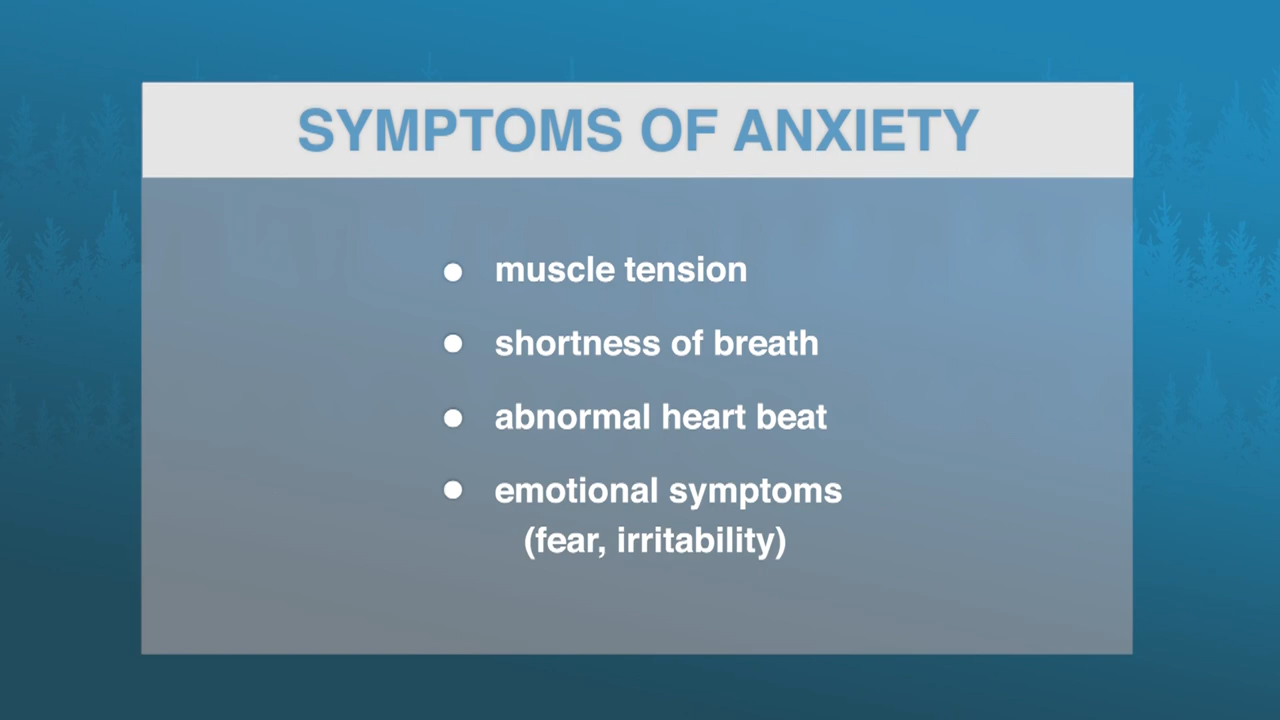 SYMPTOMS OF ANXIETY
● muscle tension
● shortness of breath
● abnormal heart beat
● emotional symptoms
(fear, irritability)